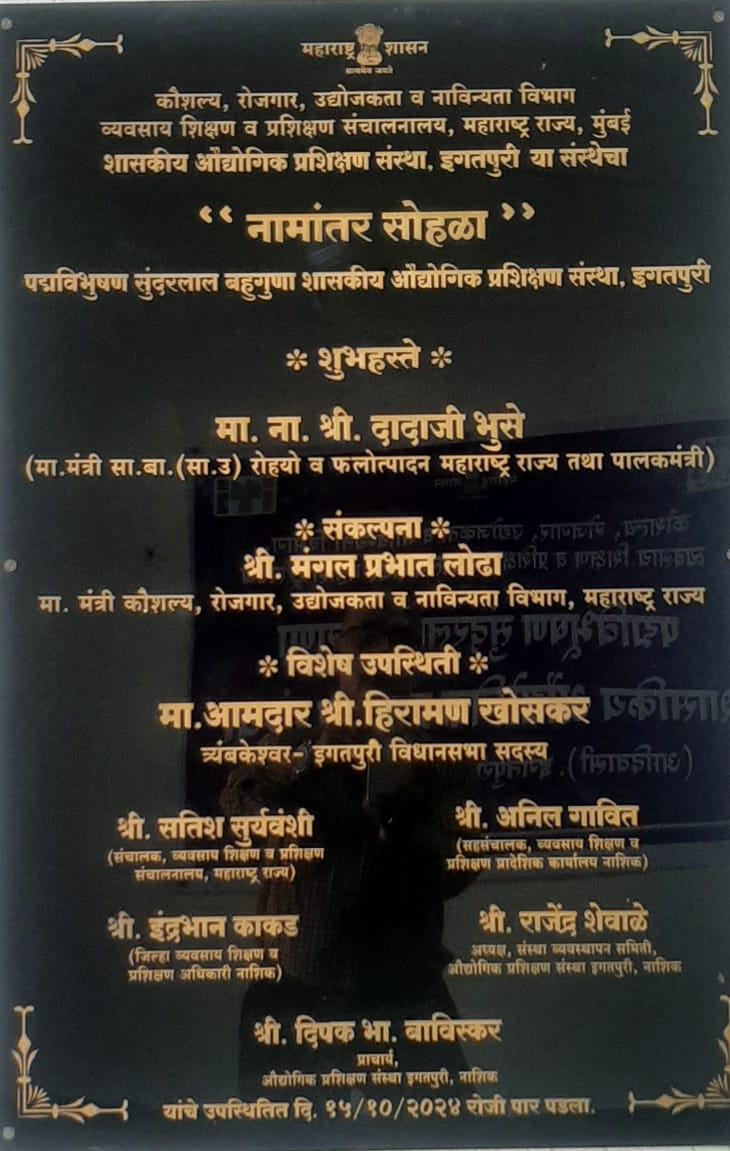 महाराष्ट्र शासन
सत्यमेव जयते
कौशल्य, रोजगार, उद्योजकता व नाविन्यता विभाग
व्यवसाय शिक्षण व प्रशिक्षण संचालनालय, महाराष्ट्र राज्य, मुंबई
शासकीय औद्योगिक प्रशिक्षण संस्था, इगतपुरी या संस्थेचा
“ नामांतर सोहळा ”
पद्मविभुषण सुंदरलाल बहुगुणा शासकीय औद्योगिक प्रशिक्षण संस्था, इगतपुरी
* शुभहस्ते *
मा. ना. श्री. दादाजी भुसे
(मा.मंत्री सा.बा.(सा.उ) रोहयो व फलोत्पादन महाराष्ट्र राज्य तथा पालकमंत्री)
* संकल्पना *
श्री. मंगल प्रभात लोढा
मा. मंत्री कौशल्य, रोजगार, उद्योजकता व नाविन्यता विभाग, महाराष्ट्र राज्य
* विशेष उपस्थिती *
मा.आमदार श्री.हिरामण खोसकर
त्र्यंबकेश्वर- इगतपुरी विधानसभा सदस्य
श्री. सतिश सुर्यवंशी
(संचालक, व्यवसाय शिक्षण व प्रशिक्षण
संचालनालय, महाराष्ट्र राज्य)
श्री. अनिल गावित
(सहसंचालक, व्यवसाय शिक्षण व
प्रशिक्षण प्रादेशिक कार्यालय नाशिक)
श्री. इंद्रभान काकड
(जिल्हा व्यवसाय शिक्षण व
प्रशिक्षण अधिकारी नाशिक)
श्री. राजेंद्र शेवाळे
अध्यक्ष, संस्था व्यवस्थापन समिती,
औद्योगिक प्रशिक्षण संस्था इगतपुरी, नाशिक
श्री. दिपक भा. बाविस्कर
प्राचार्य,
औद्योगिक प्रशिक्षण संस्था इगतपुरी, नाशिक
यांचे उपस्थितित दि. १५/१०/२०२४ रोजी पार पडला.